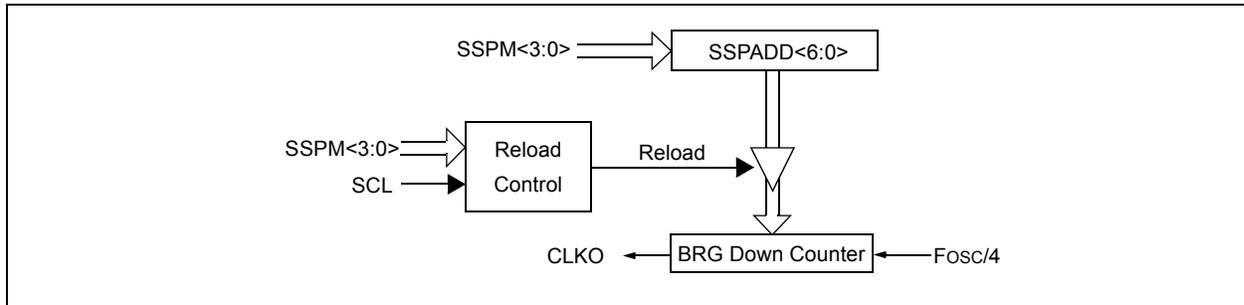 SSPM<3:0>
SSPADD<6:0>
SSPM<3:0>
SCL
Reload
Control
Reload
CLKO
BRG Down Counter
FOSC/4